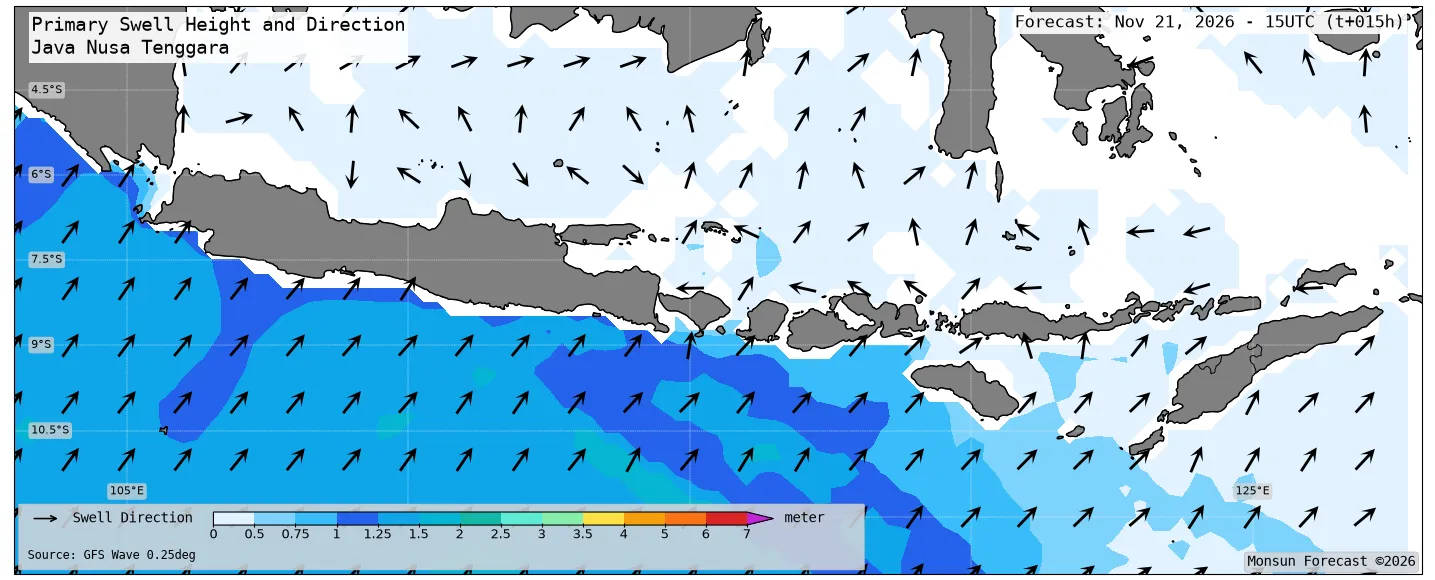 Primary Swell Height and Direction
Java Nusa Tenggara
Forecast: Nov 21, 2026 - 15UTC (t+015h)
4.5°S
6°S
7.5°S
9°S
10.5°S
105°E
125°E
Swell Direction
0 0.5 0.75 1 1.25 1.5 2 2.5 3 3.5 4 5 6 7
meter
Source: GFS Wave 0.25deg
Monsun Forecast ©2026